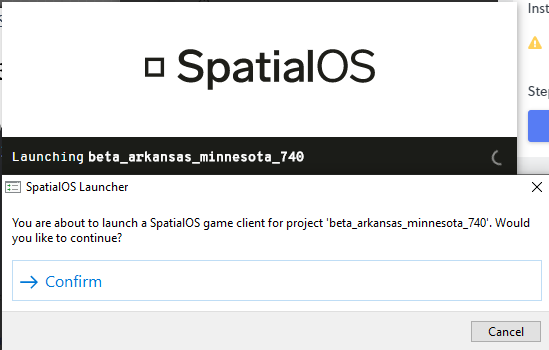 Inst
SpatialOS
Step
Launching beta_arkansas_minnesota_740
SpatialOS Launcher
You are about to launch a SpatialOS game client for project 'beta_arkansas_minnesota_740'. Would
you like to continue?
Confirm
Cancel